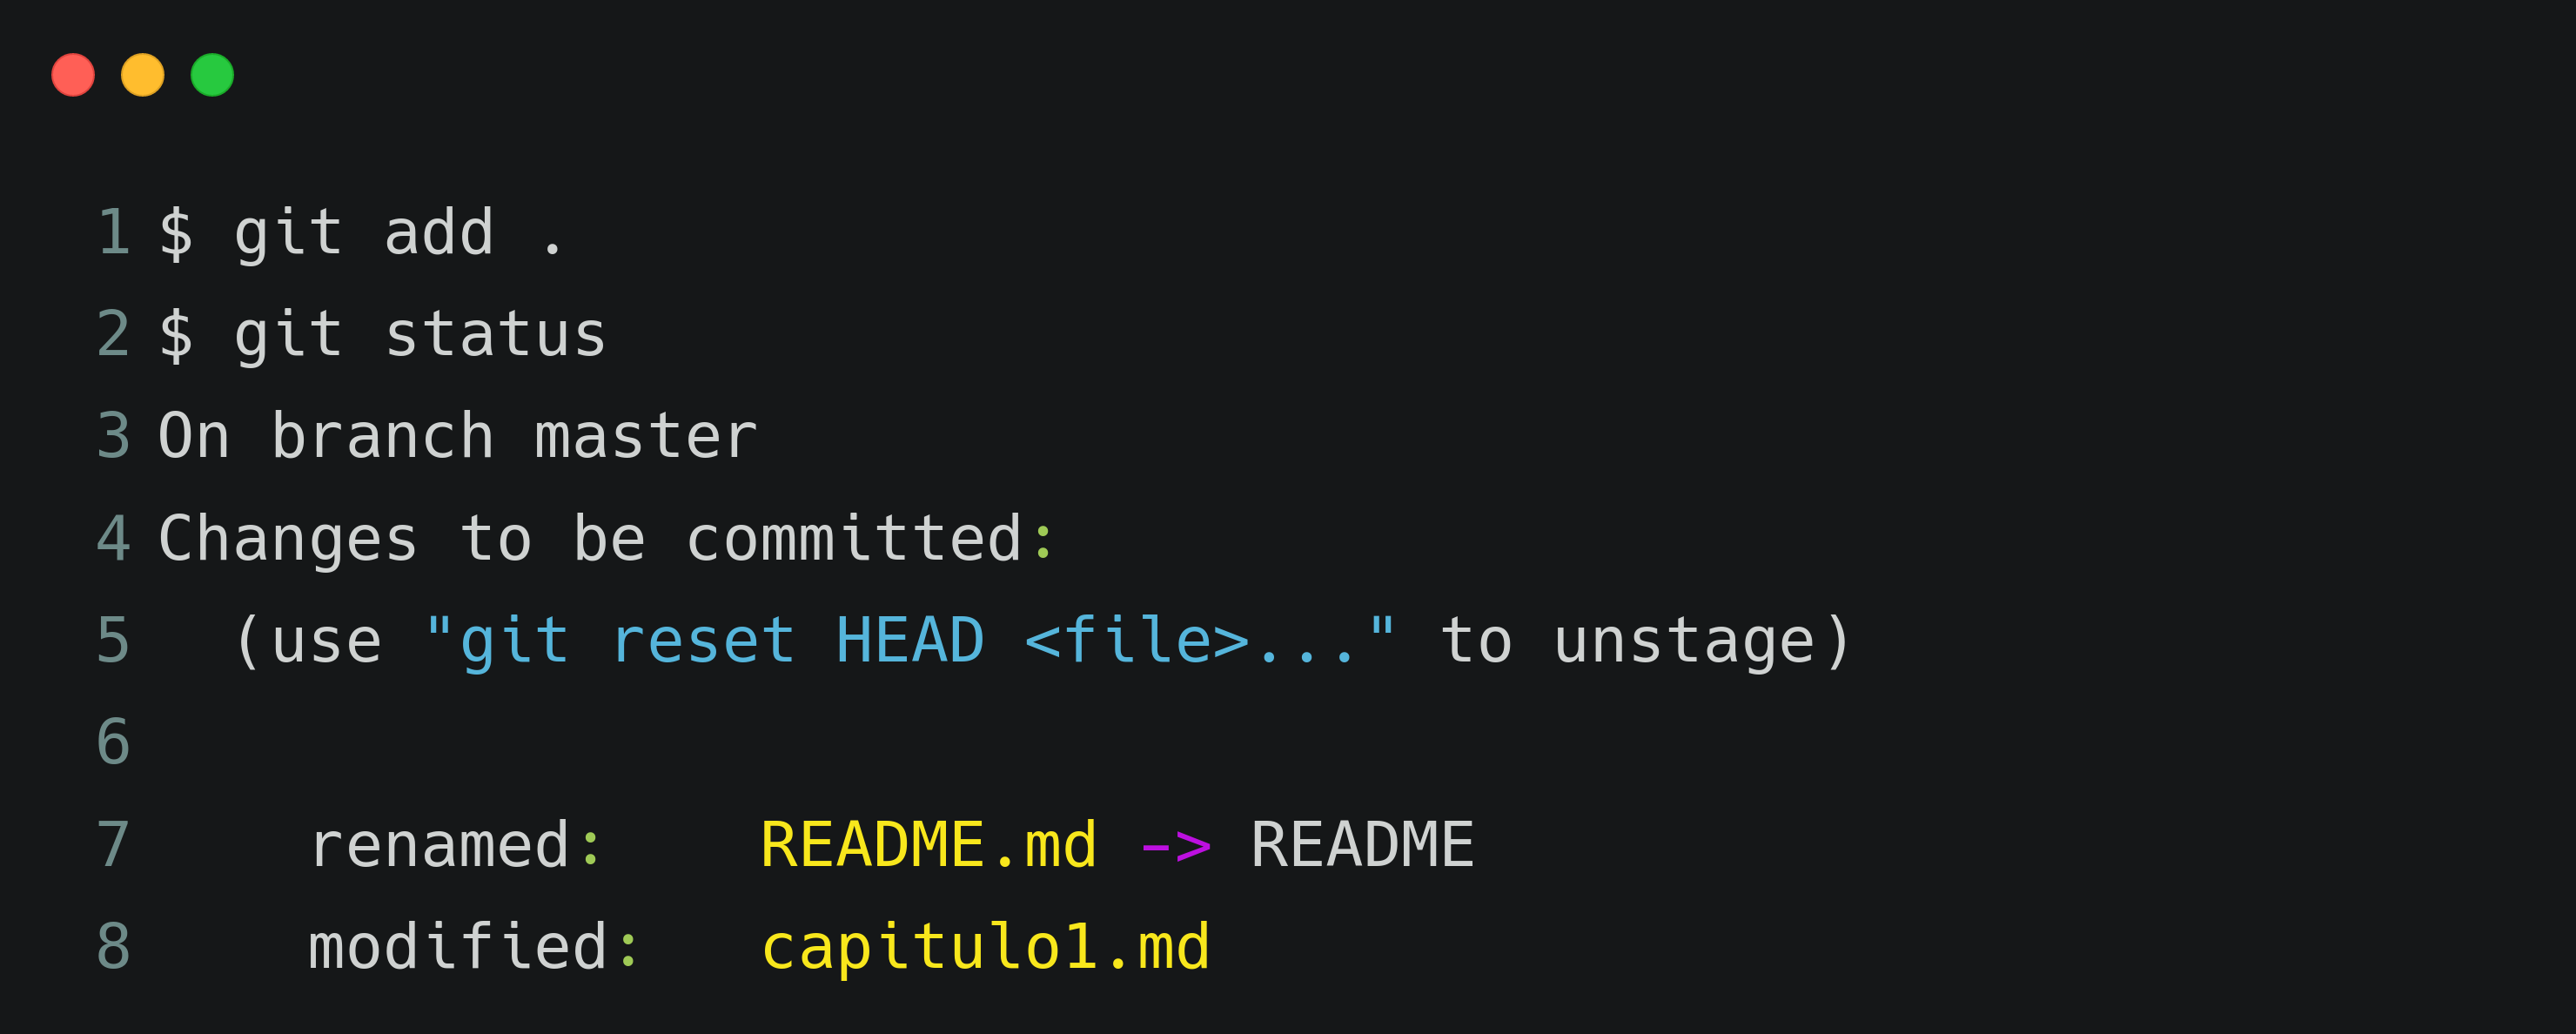 1 $ git add .
2 $ git status
3 On branch master
4 Changes to be committed:
5   (use "git reset HEAD <file>..." to unstage)
6
7     renamed:    README.md -> README
8     modified:   capitulo1.md